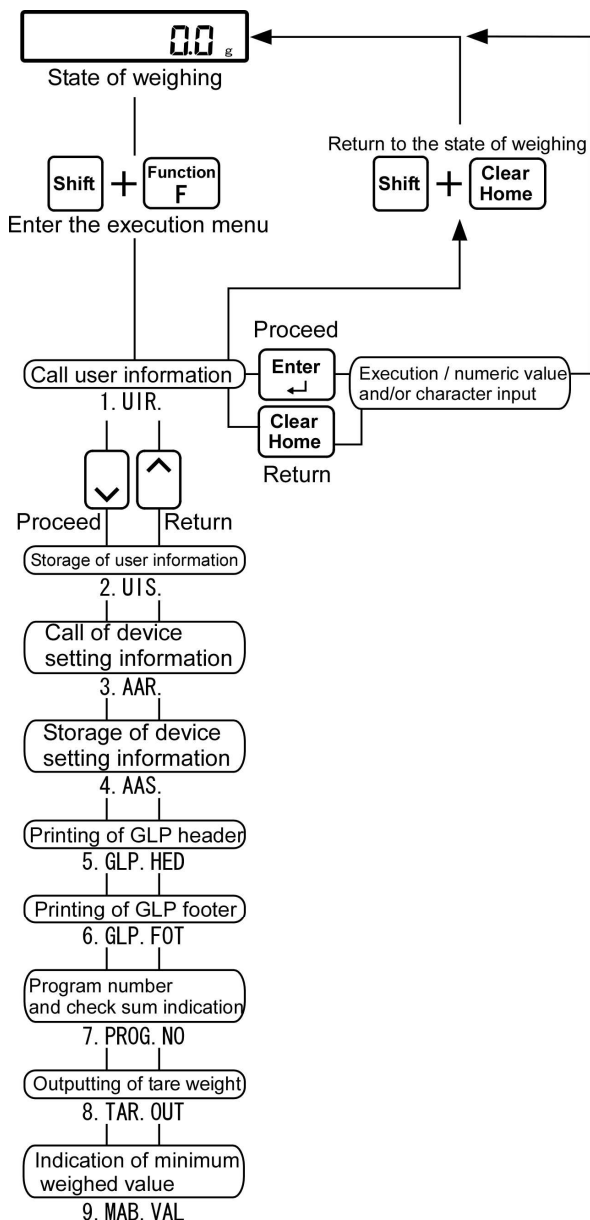 0.0 g
State of weighing
Shift + Function F
Enter the execution menu
Return to the state of weighing
Shift + Clear Home
Call user information
1. UIR.
Proceed
Enter
Clear
Home
Return
Execution / numeric value
and/or character input
Proceed Return
Storage of user information
2. UIS.
Call of device
setting information
3. AAR.
Storage of device
setting information
4. AAS.
Printing of GLP header
5. GLP. HED
Printing of GLP footer
6. GLP. FOT
Program number
and check sum indication
7. PROG. NO
Outputting of tare weight
8. TAR. OUT
Indication of minimum
weighed value
9. MAB. VAL